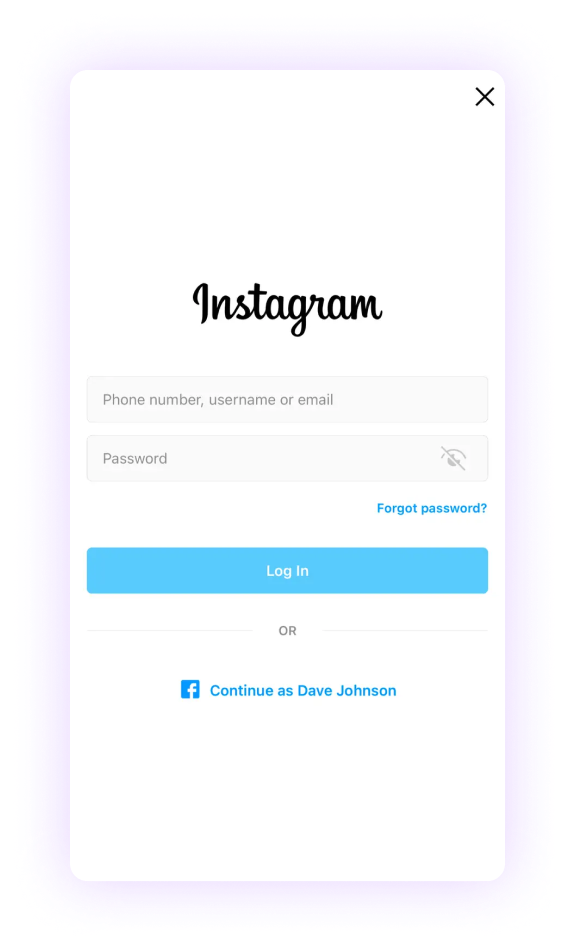 Instagram
Phone number, username or email
Password
Forgot password?
Log In
OR
Continue as Dave Johnson